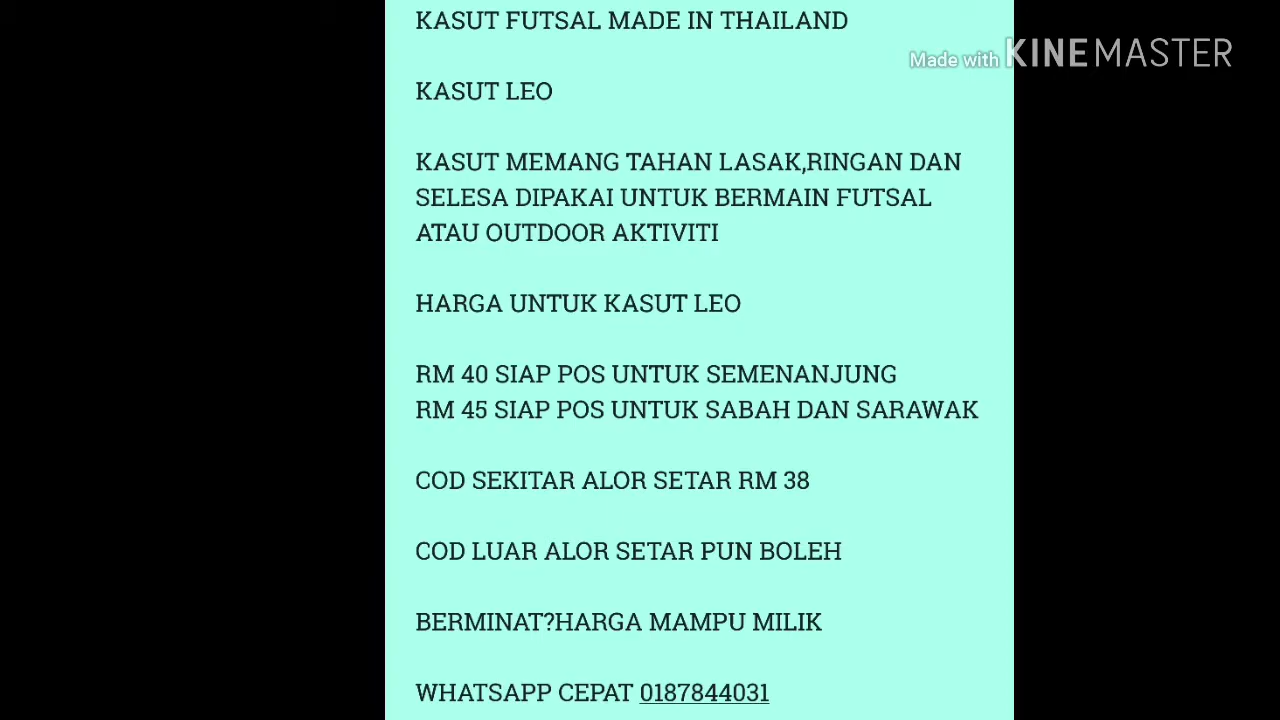 KASUT FUTSAL MADE IN THAILAND
Made with KINEMASTER
KASUT LEO
KASUT MEMANG TAHAN LASAK,RINGAN DAN
SELESA DIPAKAI UNTUK BERMAIN FUTSAL
ATAU OUTDOOR AKTIVITI
HARGA UNTUK KASUT LEO
RM 40 SIAP POS UNTUK SEMENANJUNG
RM 45 SIAP POS UNTUK SABAH DAN SARAWAK
COD SEKITAR ALOR SETAR RM 38
COD LUAR ALOR SETAR PUN BOLEH
BERMINAT?HARGA MAMPU MILIK
WHATSAPP CEPAT 0187844031